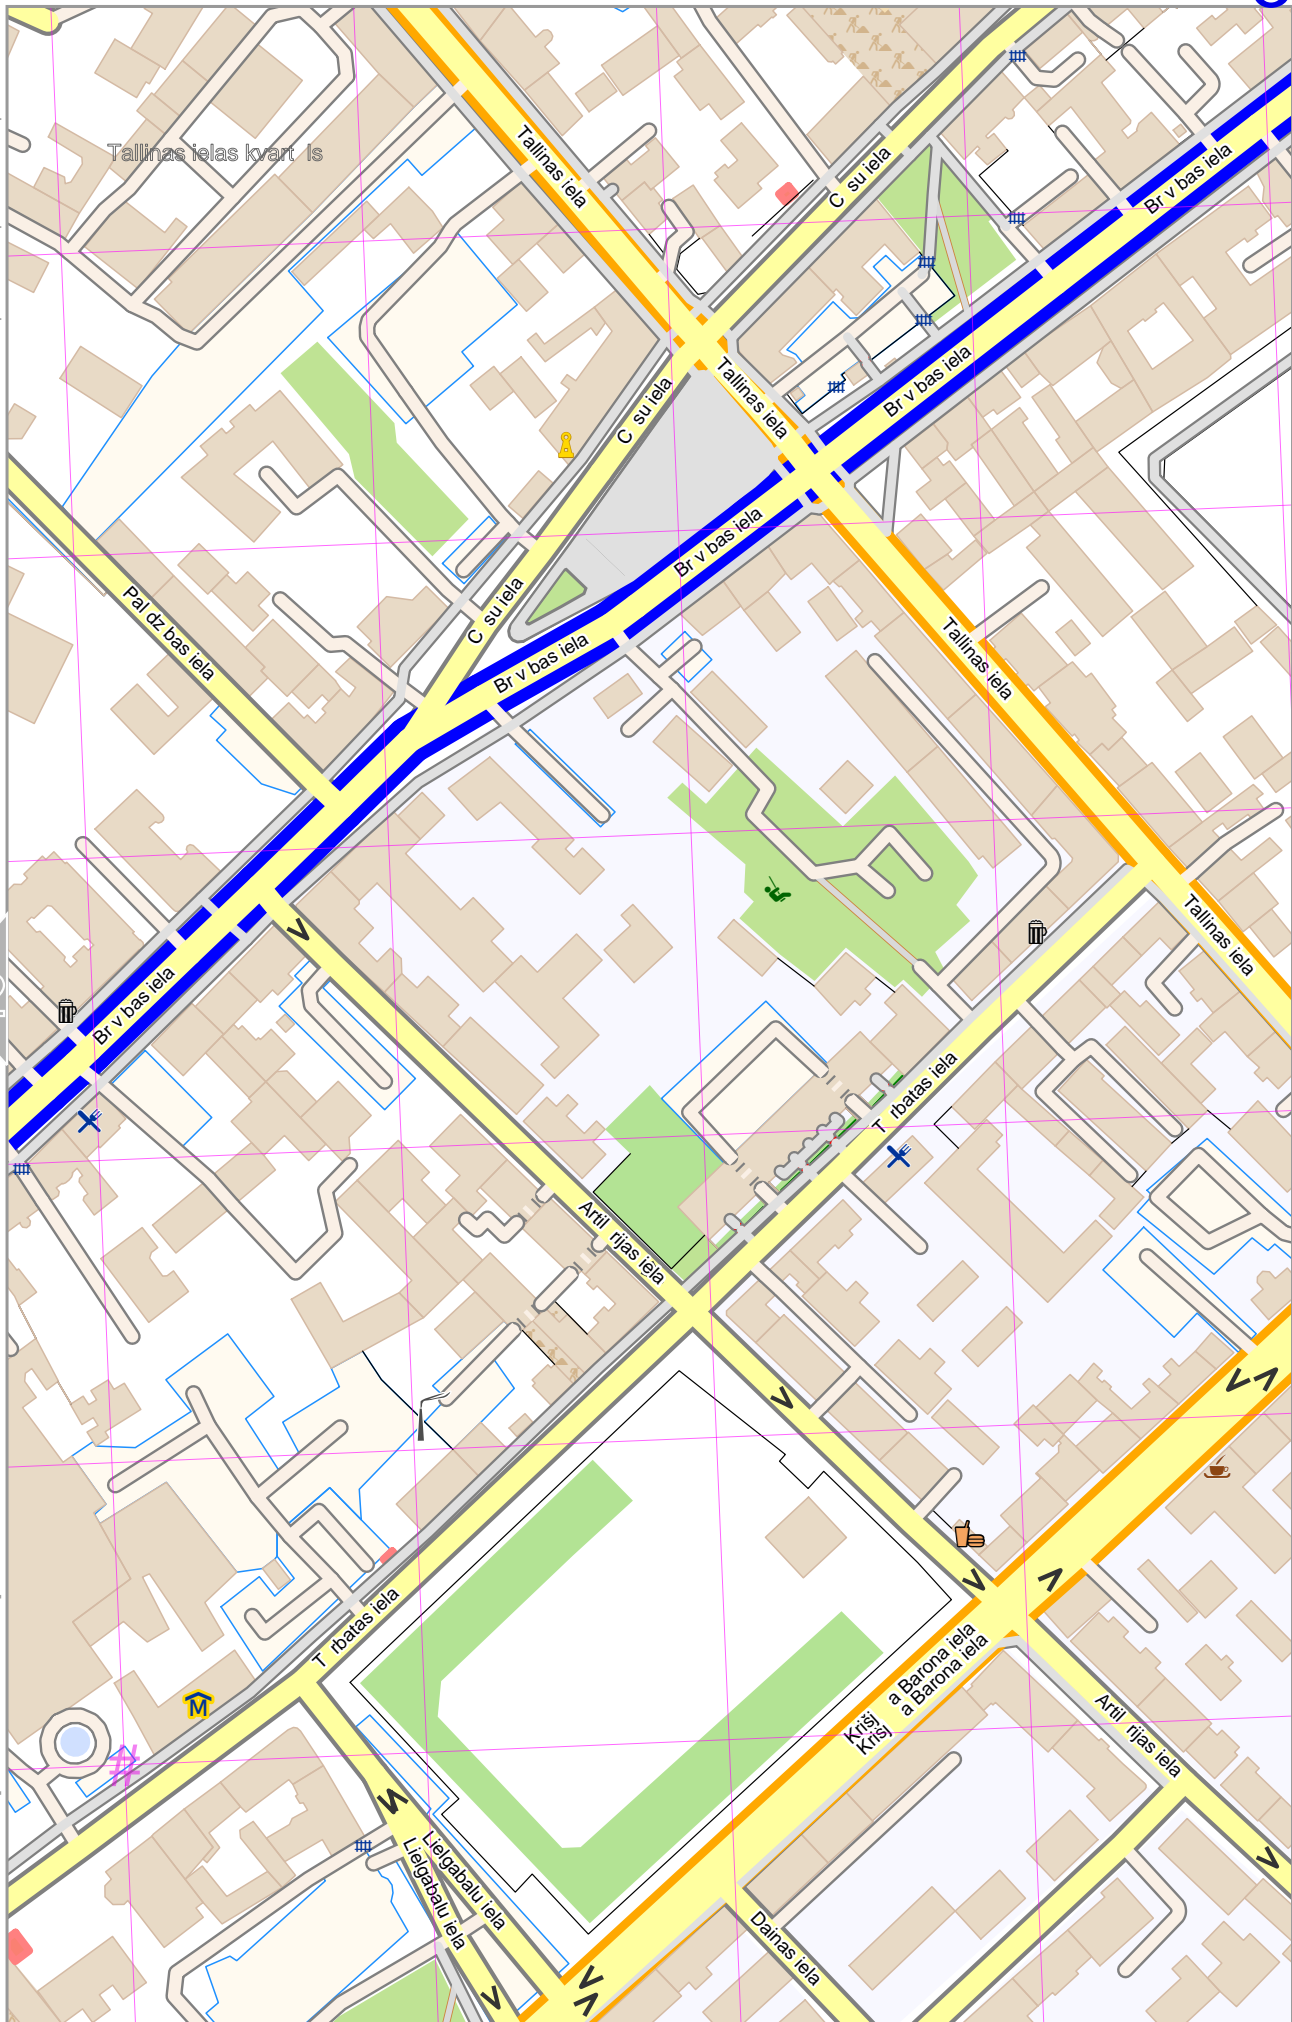 Tallinas iela
Tallinas ielas kvart ls
C su iela
Br v bas iela
Br v bas iela
Tallinas iela
C su iela
Br v bas iela
C su iela
Pal dz bas iela
Tallinas iela
Br v bas iela
Tallinas iela
Br v bas iela
T rbatas iela
Artil rijas iela
T rbatas iela
Krišj a Barona iela
Krišj a Barona iela
Artil rijas iela
Lielgabalu iela
Lielgabalu iela
Dainas iela